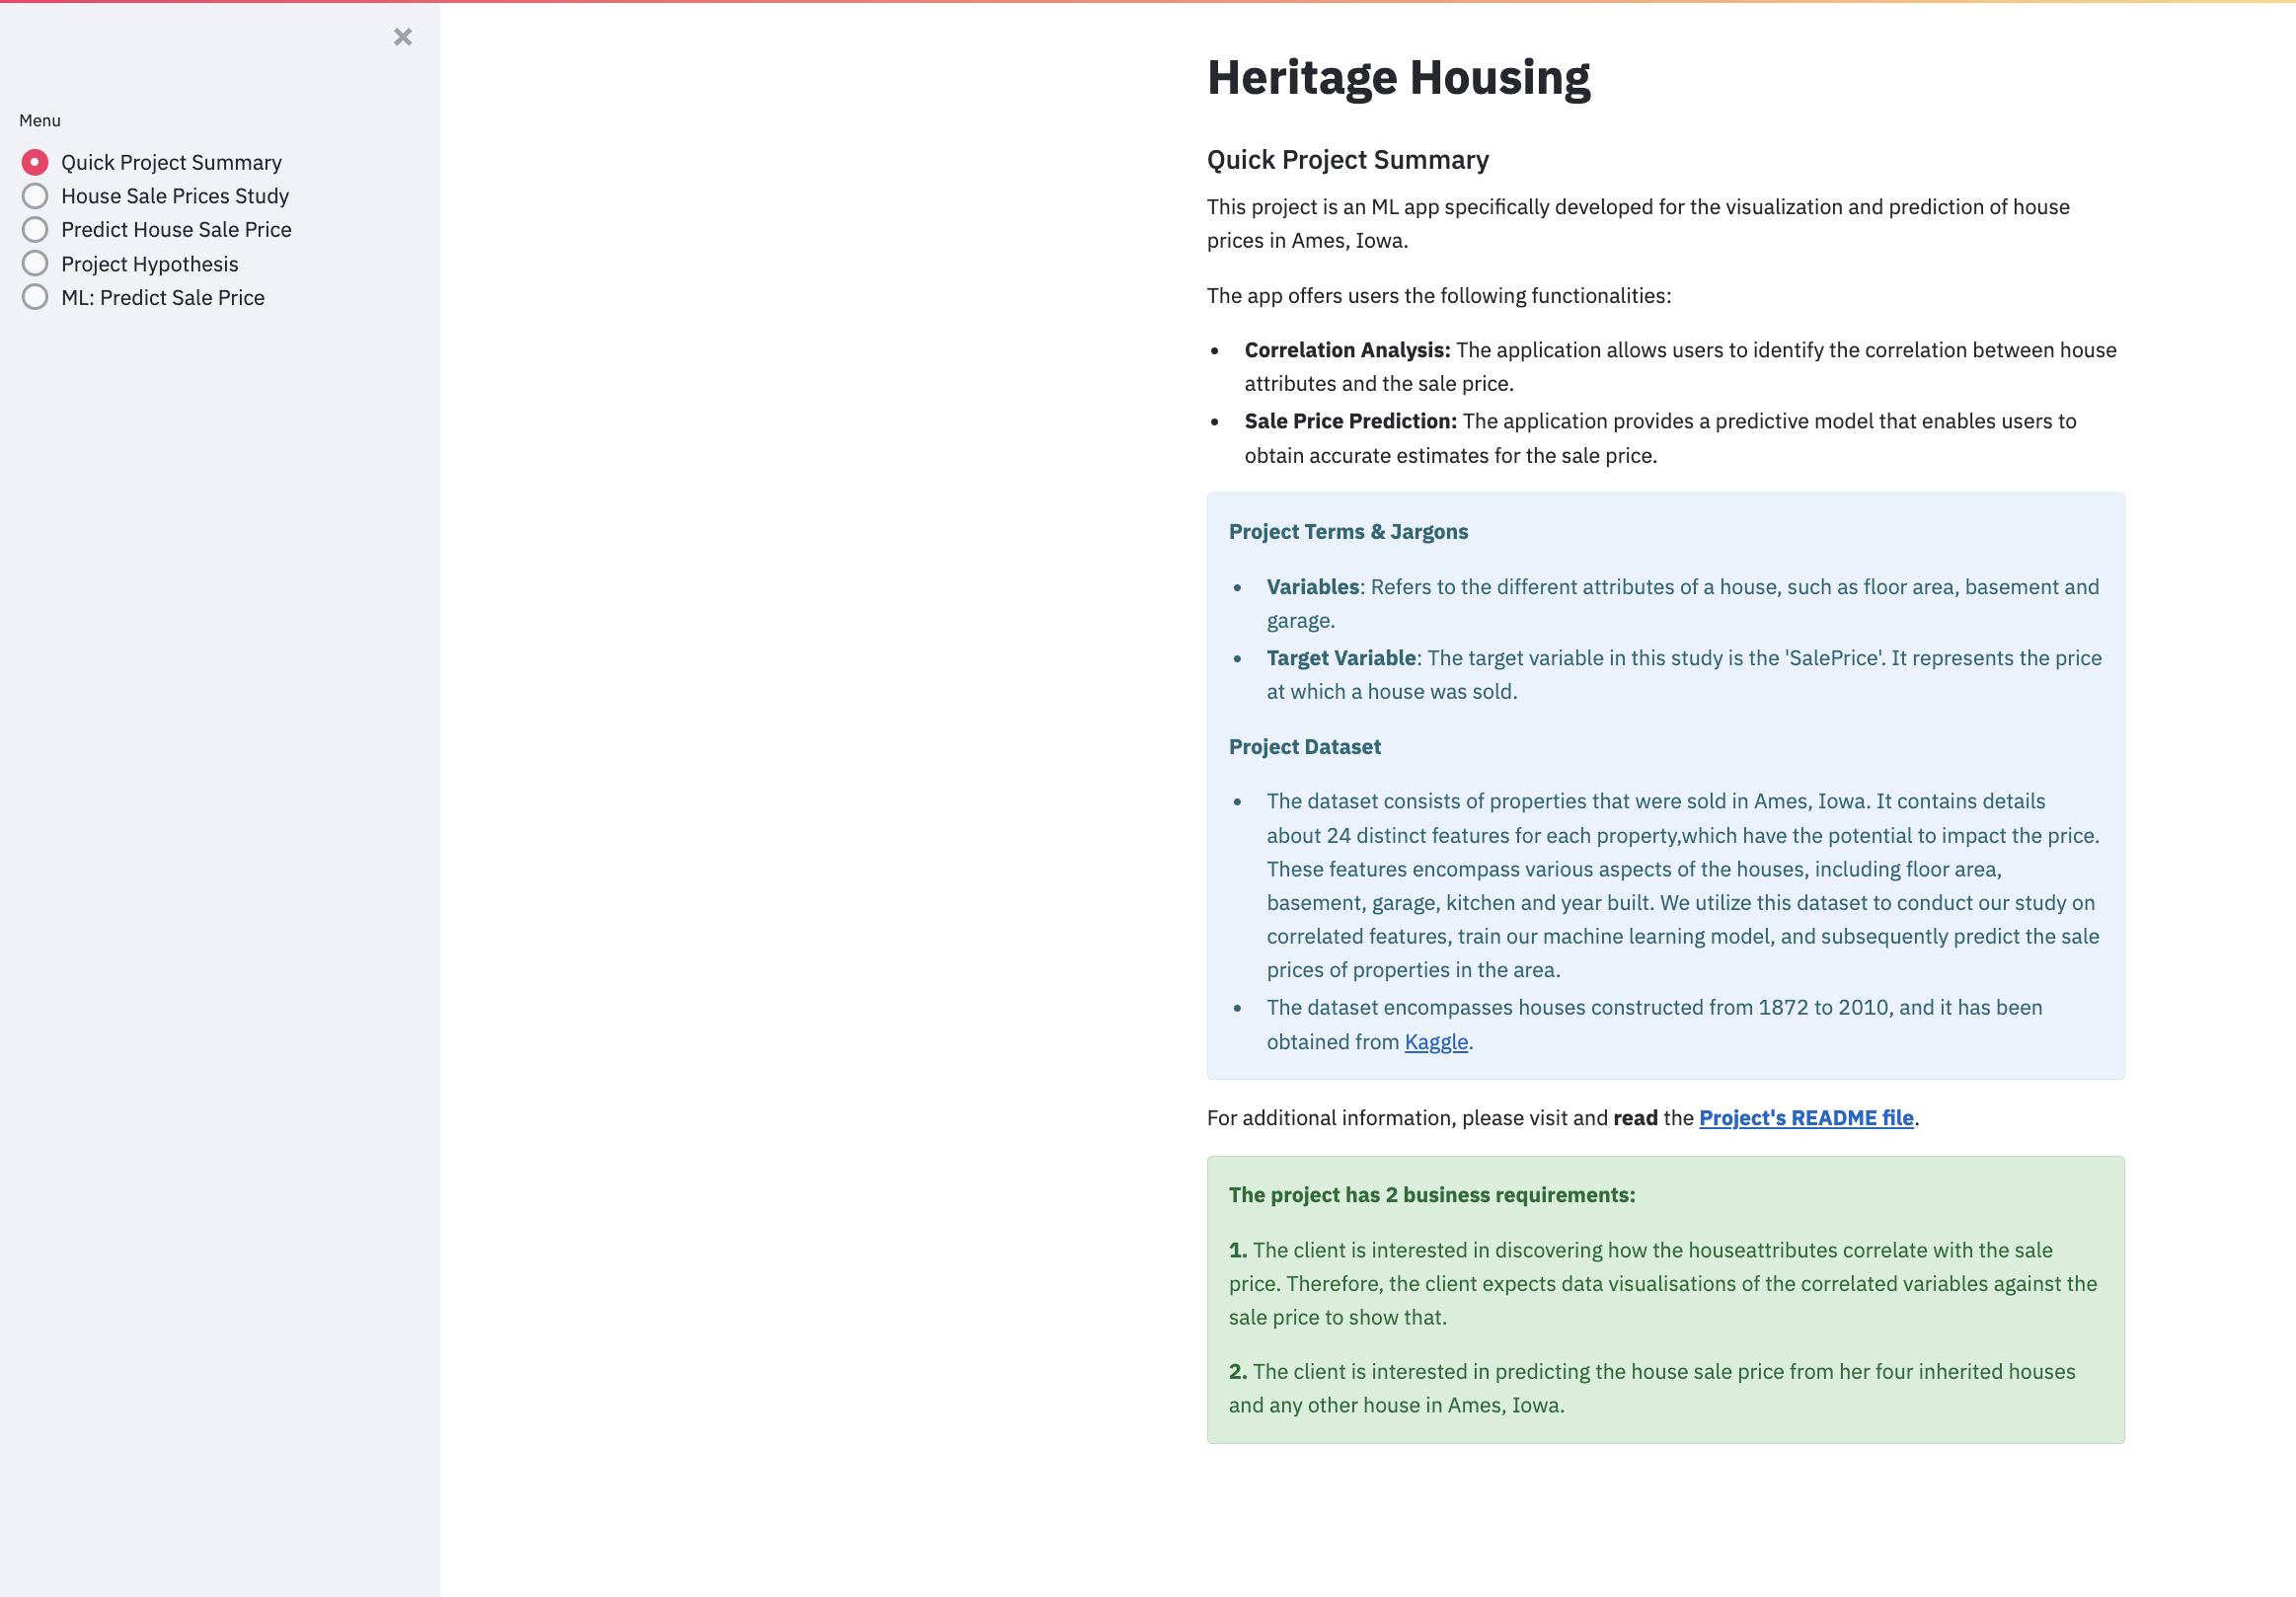 Menu
Quick Project Summary
House Sale Prices Study
Predict House Sale Price
Project Hypothesis
ML: Predict Sale Price
Heritage Housing
Quick Project Summary
This project is an ML app specifically developed for the visualization and prediction of house
prices in Ames, Iowa.
The app offers users the following functionalities:
• Correlation Analysis: The application allows users to identify the correlation between house
attributes and the sale price.
• Sale Price Prediction: The application provides a predictive model that enables users to
obtain accurate estimates for the sale price.
Project Terms & Jargons
• Variables: Refers to the different attributes of a house, such as floor area, basement and
garage.
• Target Variable: The target variable in this study is the 'SalePrice'. It represents the price
at which a house was sold.
Project Dataset
• The dataset consists of properties that were sold in Ames, Iowa. It contains details
about 24 distinct features for each property,which have the potential to impact the price.
These features encompass various aspects of the houses, including floor area,
basement, garage, kitchen and year built. We utilize this dataset to conduct our study on
correlated features, train our machine learning model, and subsequently predict the sale
prices of properties in the area.
• The dataset encompasses houses constructed from 1872 to 2010, and it has been
obtained from Kaggle.
For additional information, please visit and read the Project's README file.
The project has 2 business requirements:
1. The client is interested in discovering how the houseattributes correlate with the sale
price. Therefore, the client expects data visualisations of the correlated variables against the
sale price to show that.
2. The client is interested in predicting the house sale price from her four inherited houses
and any other house in Ames, Iowa.